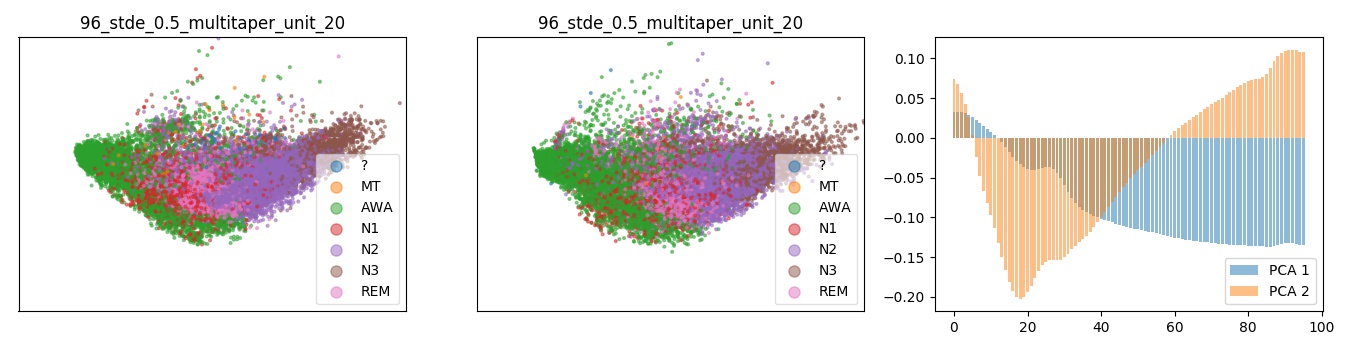 96_stde_0.5_multitaper_unit_20
?
MT
AWA
N1
N2
N3
REM
96_stde_0.5_multitaper_unit_20
?
MT
AWA
N1
N2
N3
REM
0.10
0.05
0.00
−0.05
−0.10
−0.15
−0.20
0
20
40
60
80
100
PCA 1
PCA 2